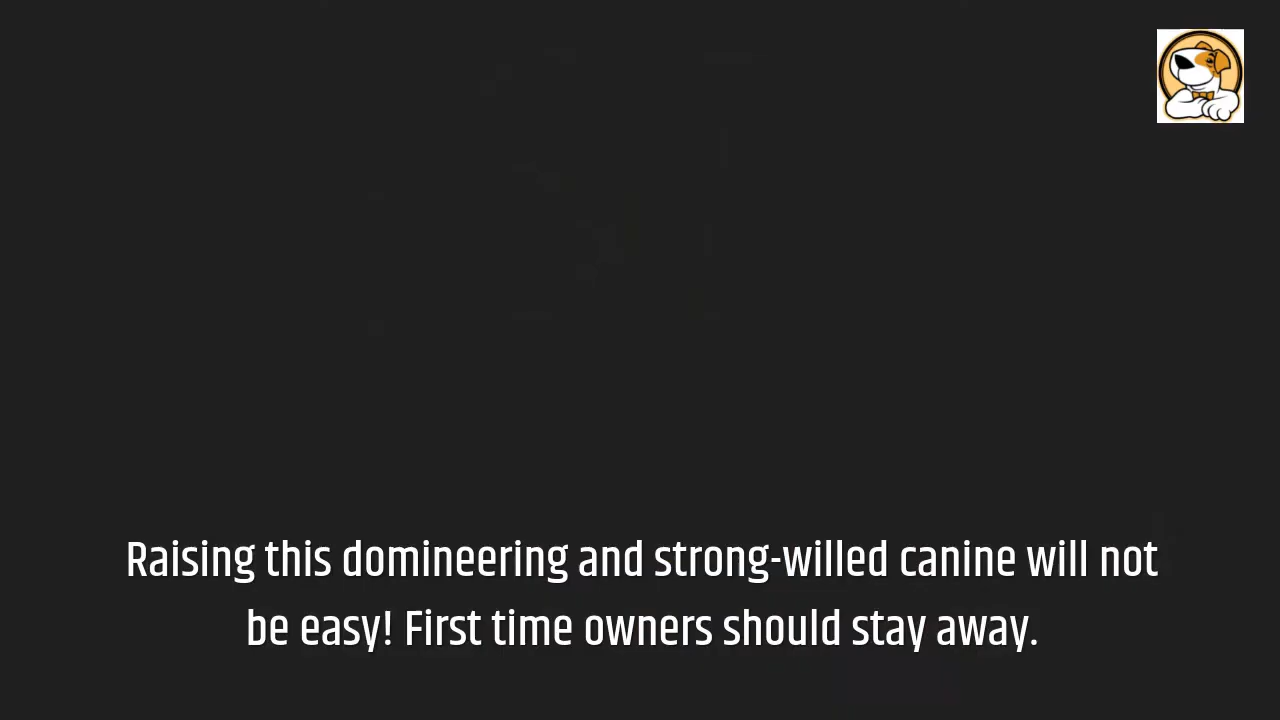 Raising this domineering and strong-willed canine will not
be easy! First time owners should stay away.